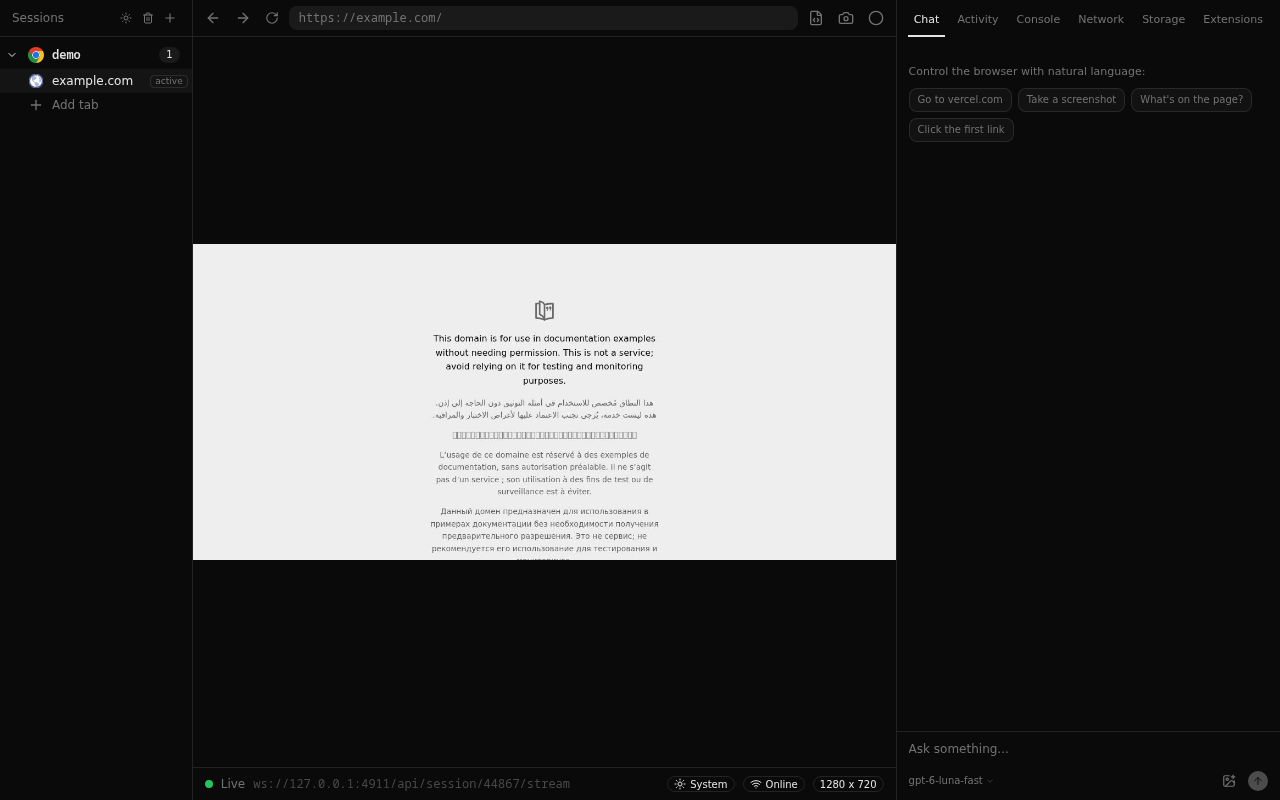 Sessions
https://example.com/
demo
1
example.com
active
Add tab
This domain is for use in documentation examples
without needing permission. This is not a service;
avoid relying on it for testing and monitoring
purposes.
هذا النطاق مُخصص للاستخدام في أمثلة التوثيق دون الحاجة إلى إذن.
هذه ليست خدمة، يُرجى تجنب الاعتماد عليها لأغراض الاختبار والمراقبة.
L'usage de ce domaine est réservé à des exemples de
documentation, sans autorisation préalable. Il ne s'agit
pas d'un service ; son utilisation à des fins de test ou de
surveillance est à éviter.
Данный домен предназначен для использования в
примерах документации без необходимости получения
предварительного разрешения. Это не сервис; не
рекомендуется его использование для тестирования и
Live
ws://127.0.0.1:4911/api/session/44867/stream
System
Online
1280 x 720
Chat
Activity
Console
Network
Storage
Extensions
Control the browser with natural language:
Go to vercel.com
Take a screenshot
What's on the page?
Click the first link
Ask something...
gpt-6-luna-fast